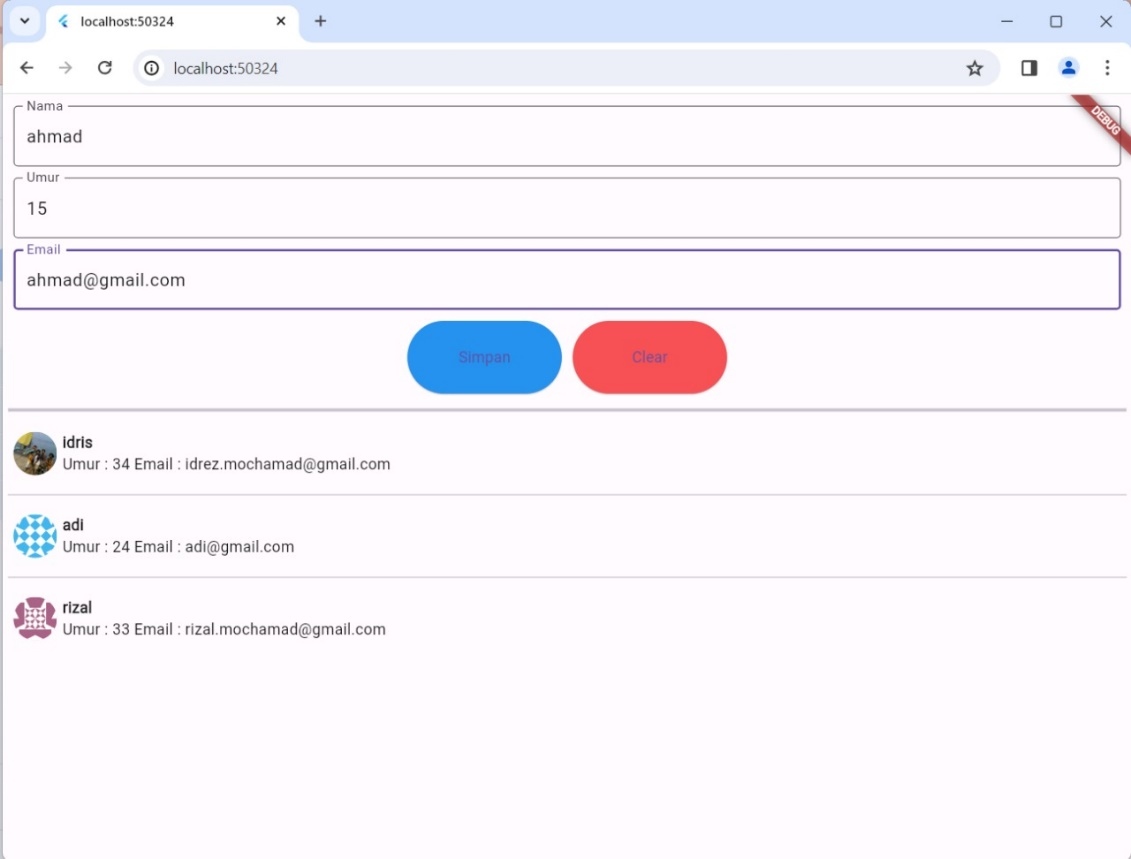 localhost:50324
localhost:50324
DEBUG
Nama
ahmad
Umur
15
Email
ahmad@gmail.com
Simpan Clear
idris
Umur : 34 Email : idrez.mochamad@gmail.com
adi
Umur : 24 Email : adi@gmail.com
rizal
Umur : 33 Email : rizal.mochamad@gmail.com